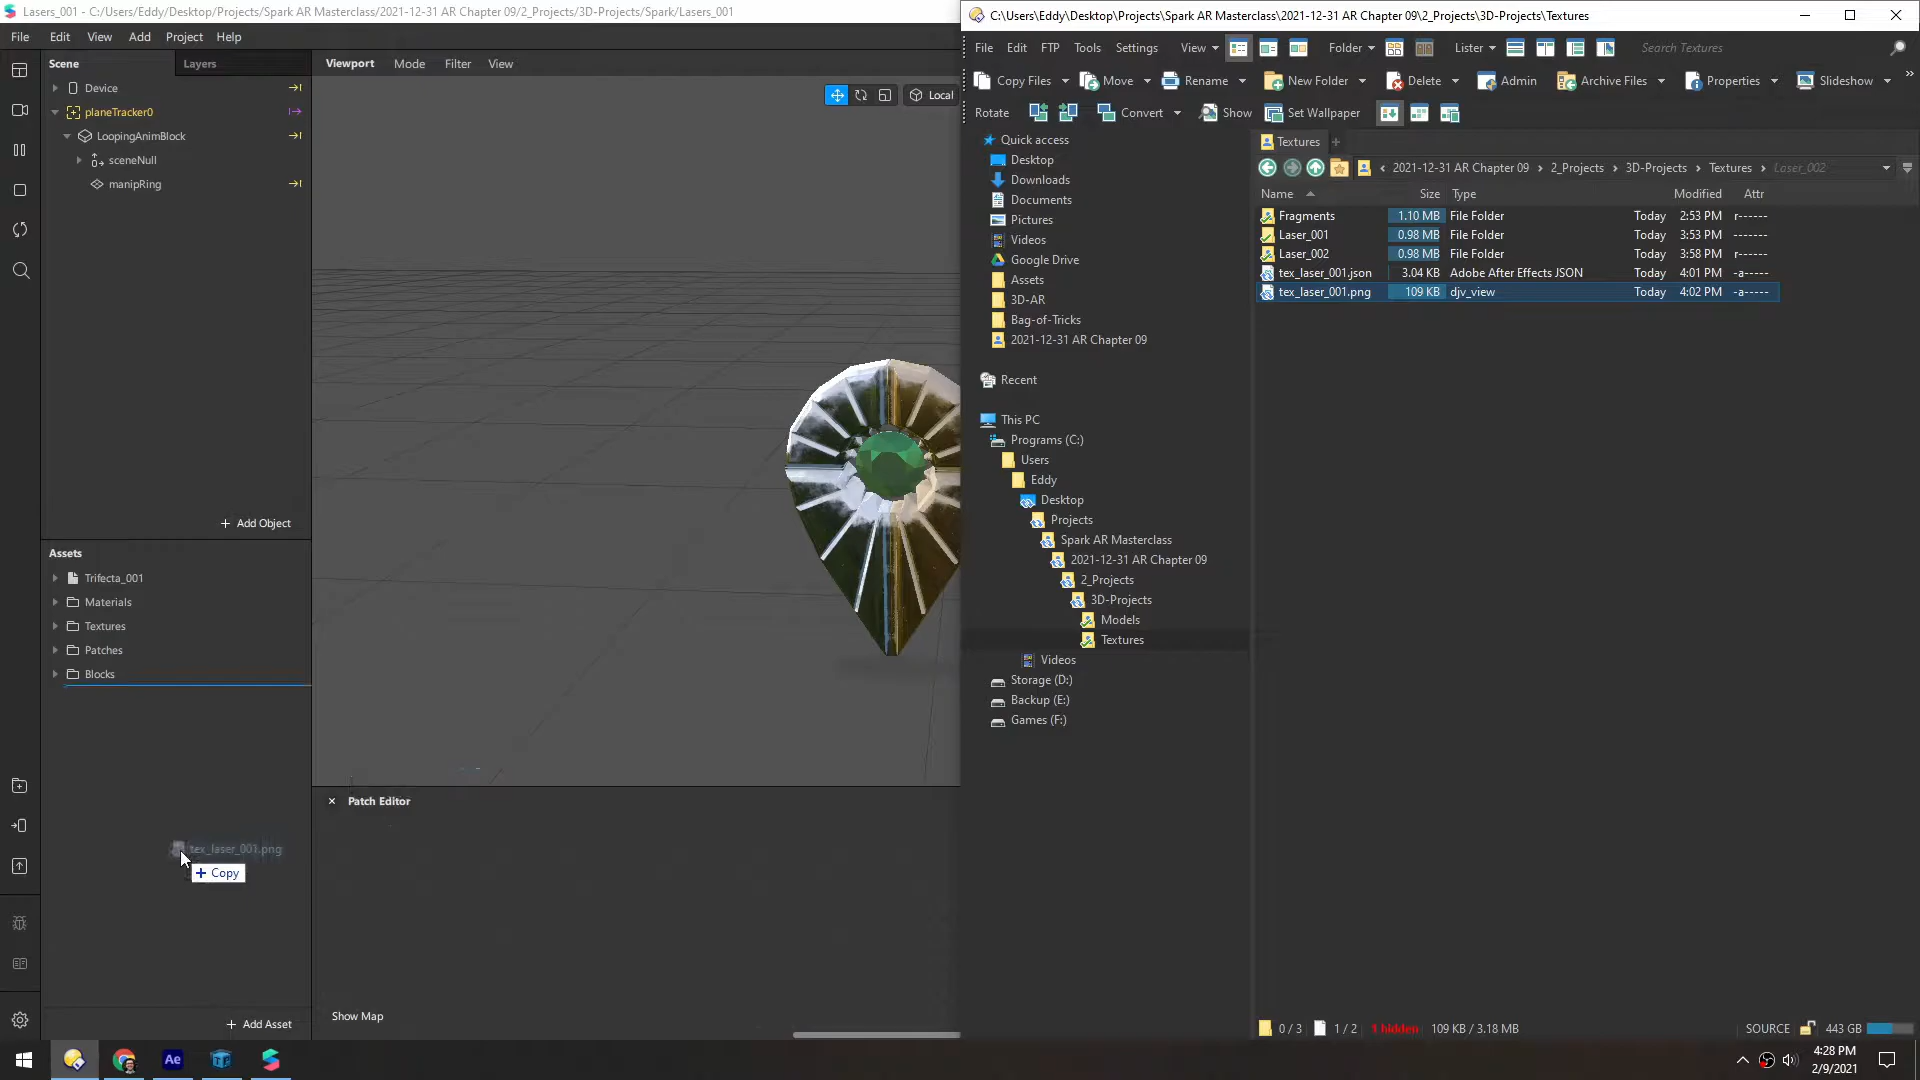 Lasers_001 - C:/Users/Eddy/Desktop/Projects/Spark AR Masterclass/2021-12-31 AR Chapter 09/2_Projects/3D-Projects/Spark/Lasers_001
File Edit View Add Project Help
Scene
Layers
Device
planeTracker0
LoopingAnimBlock
sceneNull
manipRing
+ Add Object
Assets
Trifecta_001
Materials
Textures
Patches
Blocks
tex_laser_001.png
+ Copy
+ Add Asset
Viewport Mode Filter View
Local
Patch Editor
Show Map
C:\Users\Eddy\Desktop\Projects\Spark AR Masterclass\2021-12-31 AR Chapter 09\2_Projects\3D-Projects\Textures
File Edit FTP Tools Settings View Folder Lister Search Textures
Copy Files Move Rename New Folder Delete Admin Archive Files Properties Slideshow
Rotate Convert Show Set Wallpaper
Quick access
Desktop
Downloads
Documents
Pictures
Videos
Google Drive
Assets
3D-AR
Bag-of-Tricks
2021-12-31 AR Chapter 09
Recent
This PC
Programs (C:)
Users
Eddy
Desktop
Projects
Spark AR Masterclass
2021-12-31 AR Chapter 09
2_Projects
3D-Projects
Models
Textures
Videos
Storage (D:)
Backup (E:)
Games (F:)
Textures +
2021-12-31 AR Chapter 09 › 2_Projects › 3D-Projects › Textures › Laser_002
Name Size Type Modified Attr
Fragments 1.10 MB File Folder Today 2:53 PM r------
Laser_001 0.98 MB File Folder Today 3:53 PM -------
Laser_002 0.98 MB File Folder Today 3:58 PM r------
tex_laser_001.json 3.04 KB Adobe After Effects JSON Today 4:01 PM -a-----
tex_laser_001.png 109 KB djv_view Today 4:02 PM -a-----
0 / 3 1 / 2 1 hidden 109 KB / 3.18 MB SOURCE 443 GB
Ae
TP
4:28 PM
2/9/2021